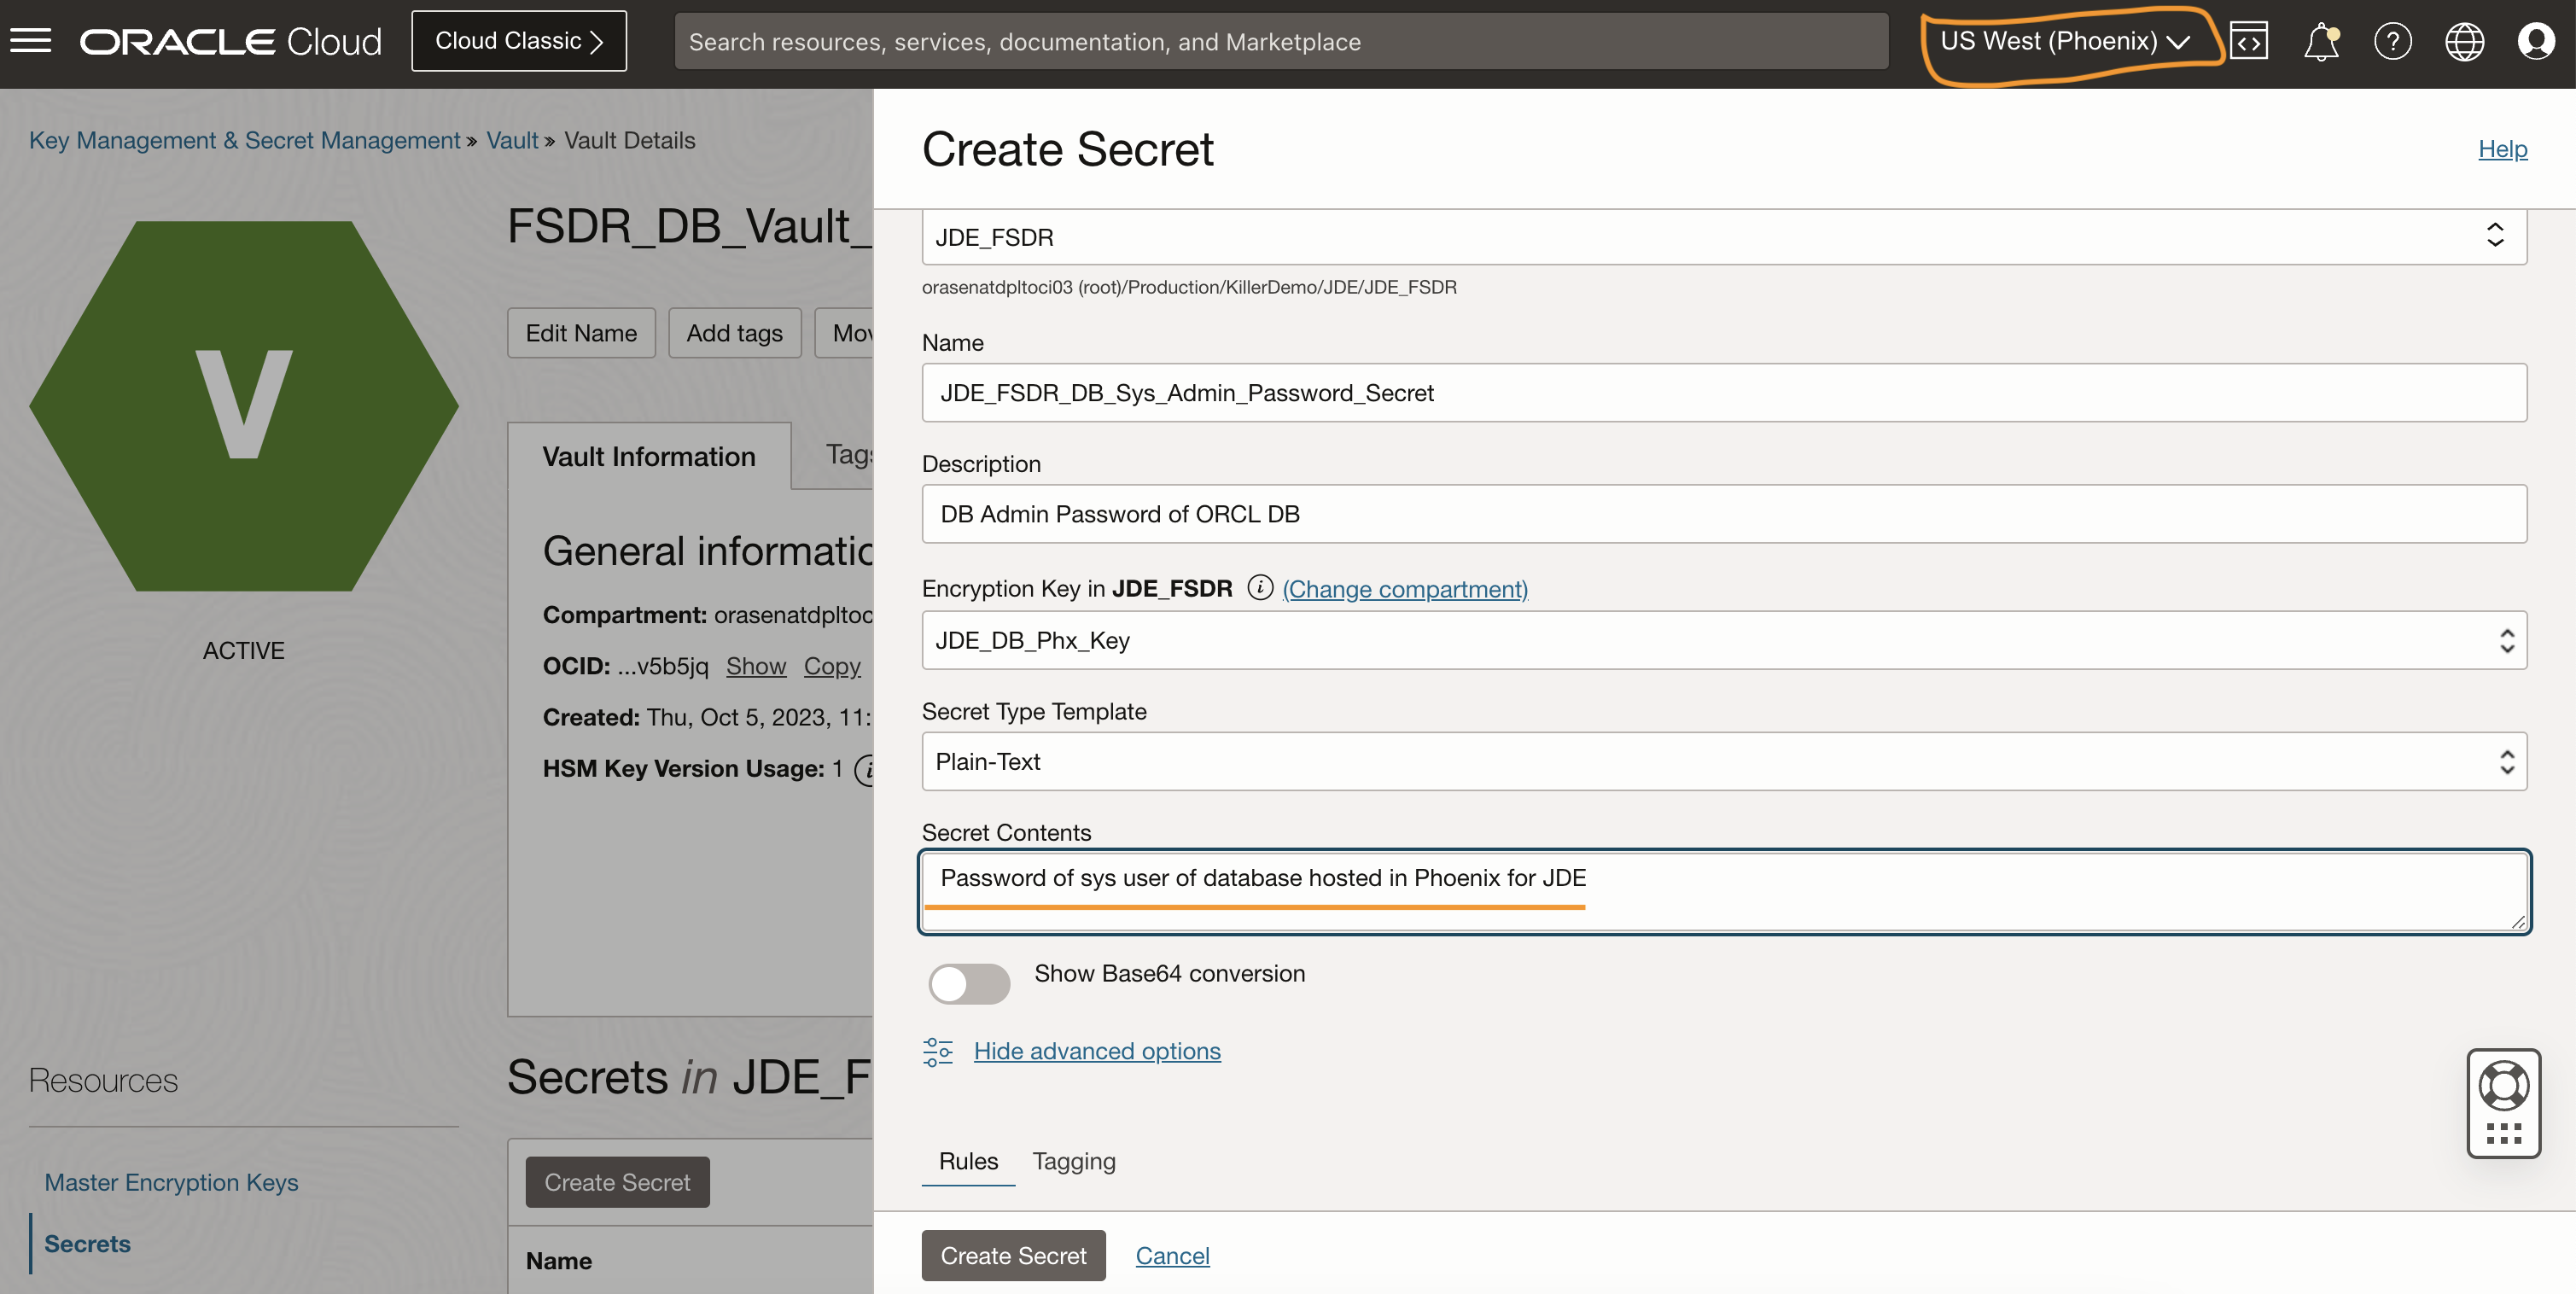 ORACLE Cloud
Cloud Classic
Search resources, services, documentation, and Marketplace
US West (Phoenix)
Key Management & Secret Management » Vault » Vault Details
V
ACTIVE
FSDR_DB_Vault_
Edit Name
Add tags
Mov
Vault Information
Tags
General informatio
Compartment: orasenatdpltoc
OCID: ...v5b5jq Show Copy
Created: Thu, Oct 5, 2023, 11:
HSM Key Version Usage: 1
Resources
Master Encryption Keys
Secrets
Secrets in JDE_F
Create Secret
Name
Create Secret
Help
JDE_FSDR
orasenatdpltoci03 (root)/Production/KillerDemo/JDE/JDE_FSDR
Name
JDE_FSDR_DB_Sys_Admin_Password_Secret
Description
DB Admin Password of ORCL DB
Encryption Key in JDE_FSDR (Change compartment)
JDE_DB_Phx_Key
Secret Type Template
Plain-Text
Secret Contents
Password of sys user of database hosted in Phoenix for JDE
Show Base64 conversion
Hide advanced options
Rules
Tagging
Create Secret
Cancel